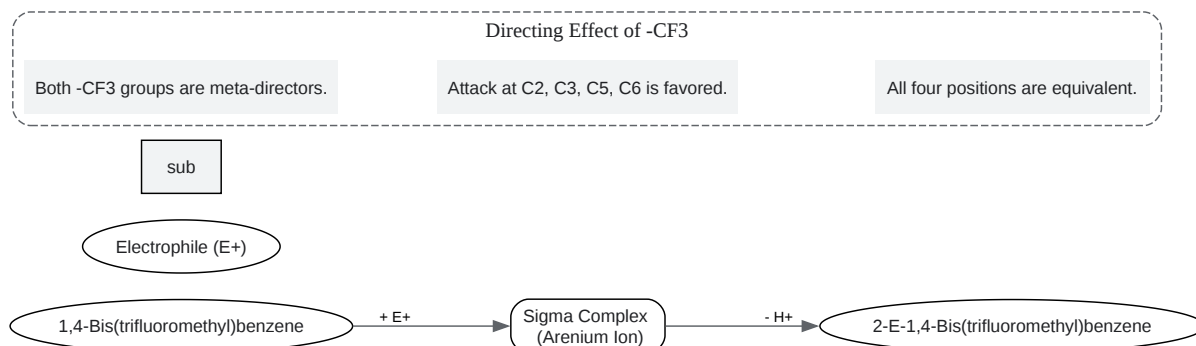 Directing Effect of -CF3
Both -CF3 groups are meta-directors.
Attack at C2, C3, C5, C6 is favored.
All four positions are equivalent.
sub
Electrophile (E+)
1,4-Bis(trifluoromethyl)benzene
+ E+
Sigma Complex
(Arenium Ion)
- H+
2-E-1,4-Bis(trifluoromethyl)benzene